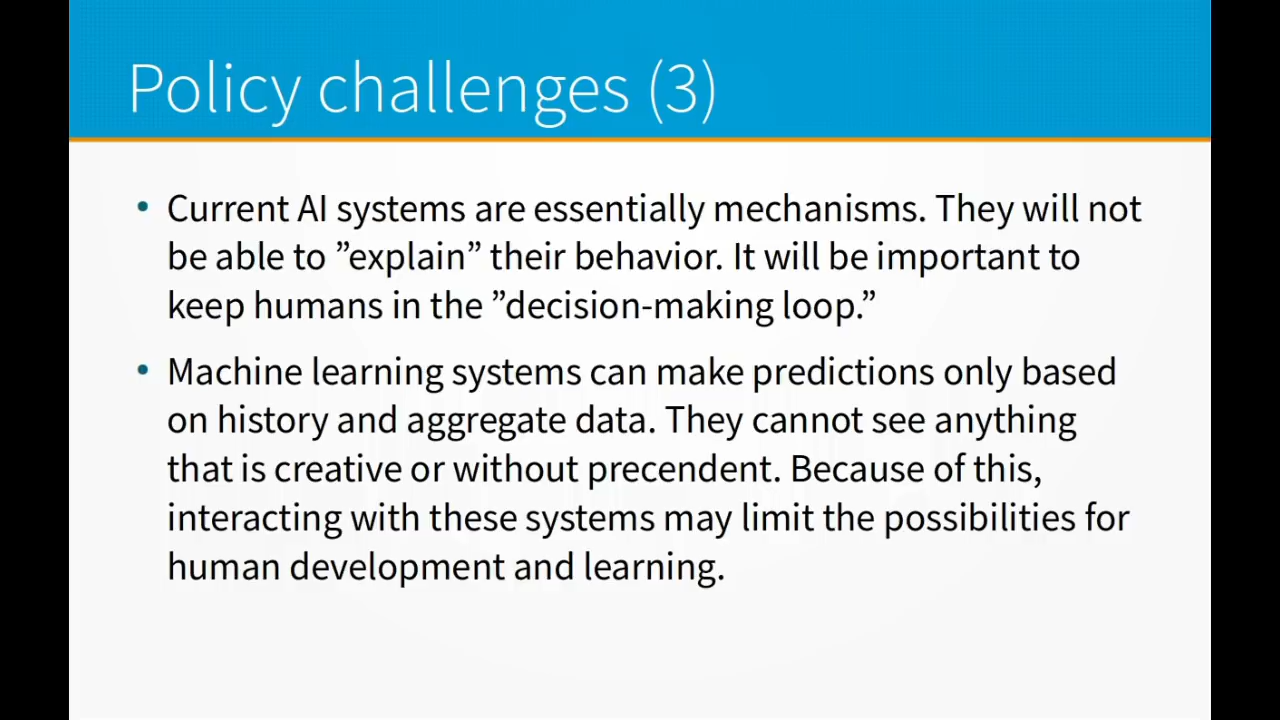 Policy challenges (3)
• Current AI systems are essentially mechanisms. They will not
be able to ”explain” their behavior. It will be important to
keep humans in the ”decision-making loop.”
• Machine learning systems can make predictions only based
on history and aggregate data. They cannot see anything
that is creative or without precendent. Because of this,
interacting with these systems may limit the possibilities for
human development and learning.